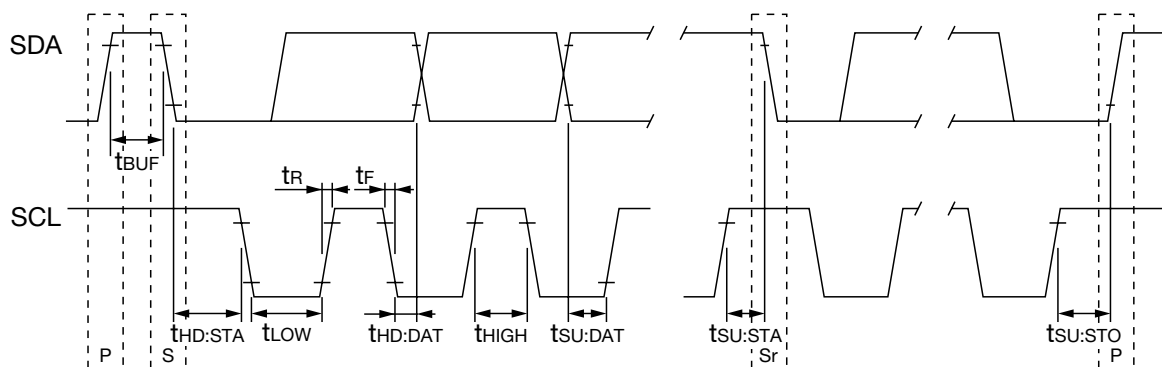 SDA
tBUF
tR
tF
SCL
tHD:STA
tLOW
tHD:DAT
tHIGH
tSU:DAT
tSU:STA
tSU:STO
P
S
Sr
P